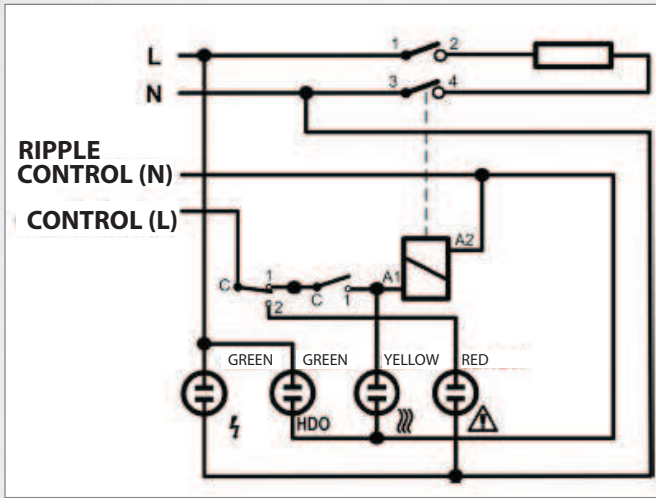 L 1 2
N 3 4
RIPPLE
CONTROL (N)
CONTROL (L)
A2
C 1 C 1 A1
2
GREEN GREEN YELLOW RED
HDO